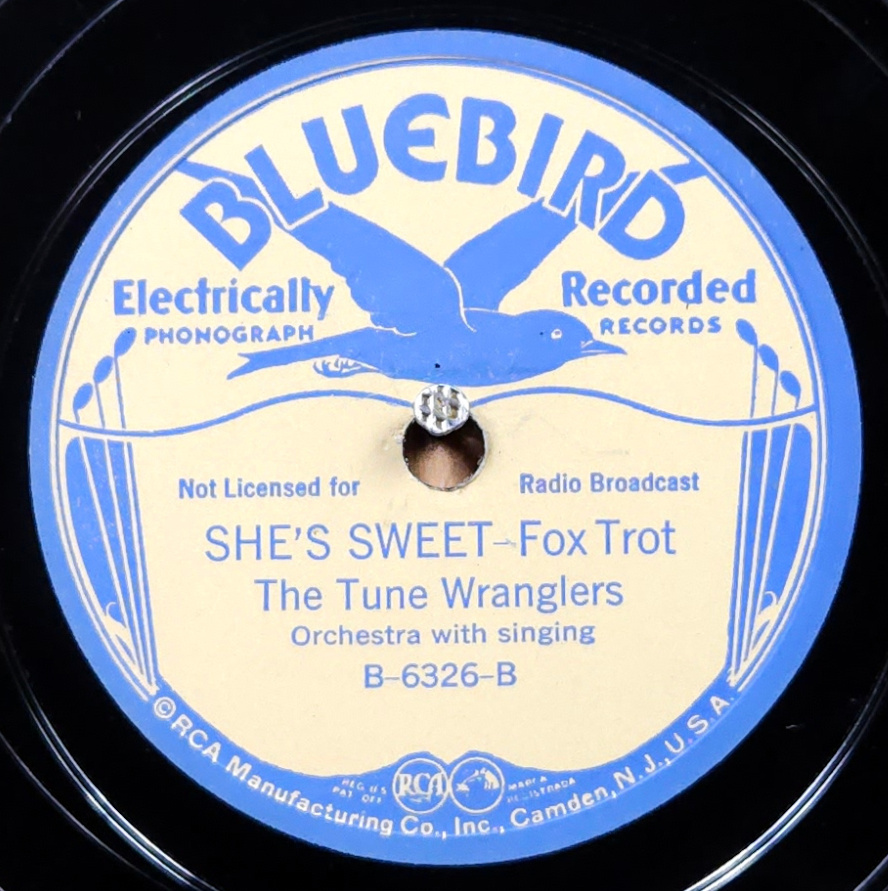 BLUEBIRD
Electrically Recorded
PHONOGRAPH RECORDS
Not Licensed for Radio Broadcast
SHE'S SWEET-Fox Trot
The Tune Wranglers
Orchestra with singing
B-6326-B
REG. U.S. PAT OFF RCA MARCA REGISTRADA
©RCA Manufacturing Co., Inc., Camden, N.J., U.S.A.